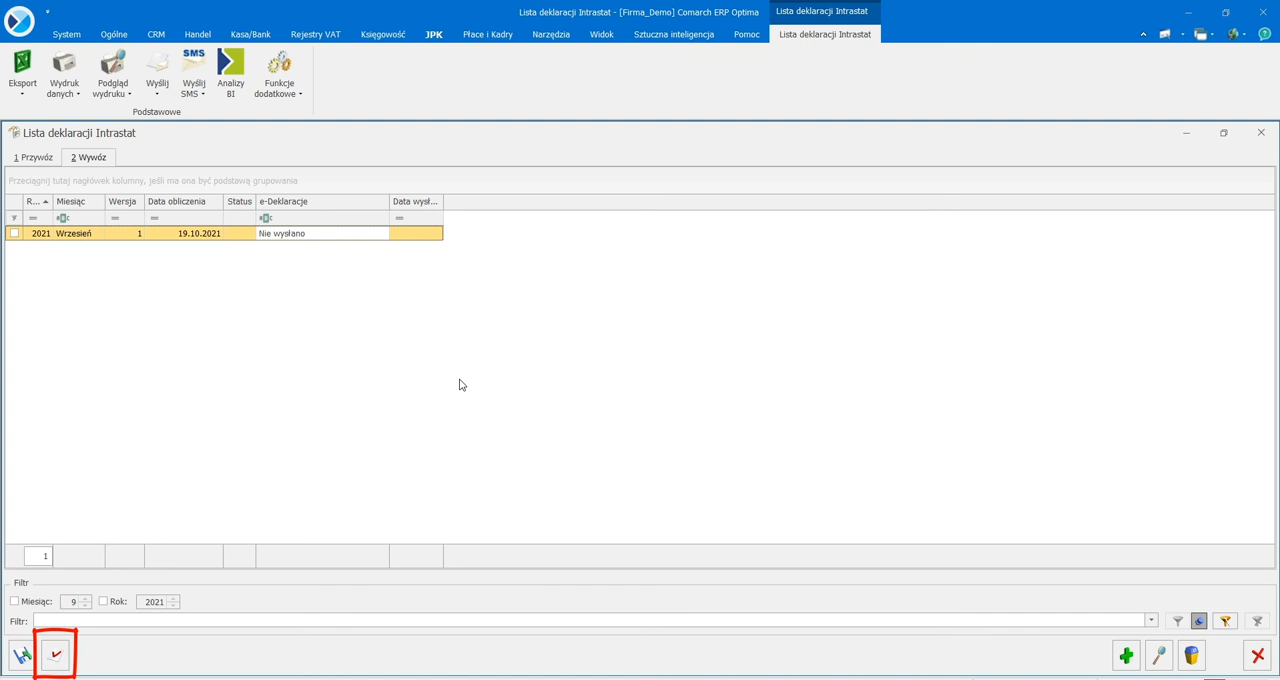 Lista deklaracji Intrastat - [Firma_Demo] Comarch ERP Optima
Lista deklaracji Intrastat
System Ogólne CRM Handel Kasa/Bank Rejestry VAT Księgowość JPK Płace i Kadry Narzędzia Widok Sztuczna inteligencja Pomoc Lista deklaracji Intrastat
Eksport
Wydruk danych
Podgląd wydruku
Wyślij
SMS
Wyślij SMS
Analizy BI
Funkcje dodatkowe
Podstawowe
Lista deklaracji Intrastat
1 Przywóz 2 Wywóz
Przeciągnij tutaj nagłówek kolumny, jeśli ma ona być podstawą grupowania
R... Miesiąc Wersja Data obliczenia Status e-Deklaracje Data wysł...
2021 Wrzesień 1 19.10.2021 Nie wysłano
1
Filtr
Miesiąc: 9 Rok: 2021
Filtr: